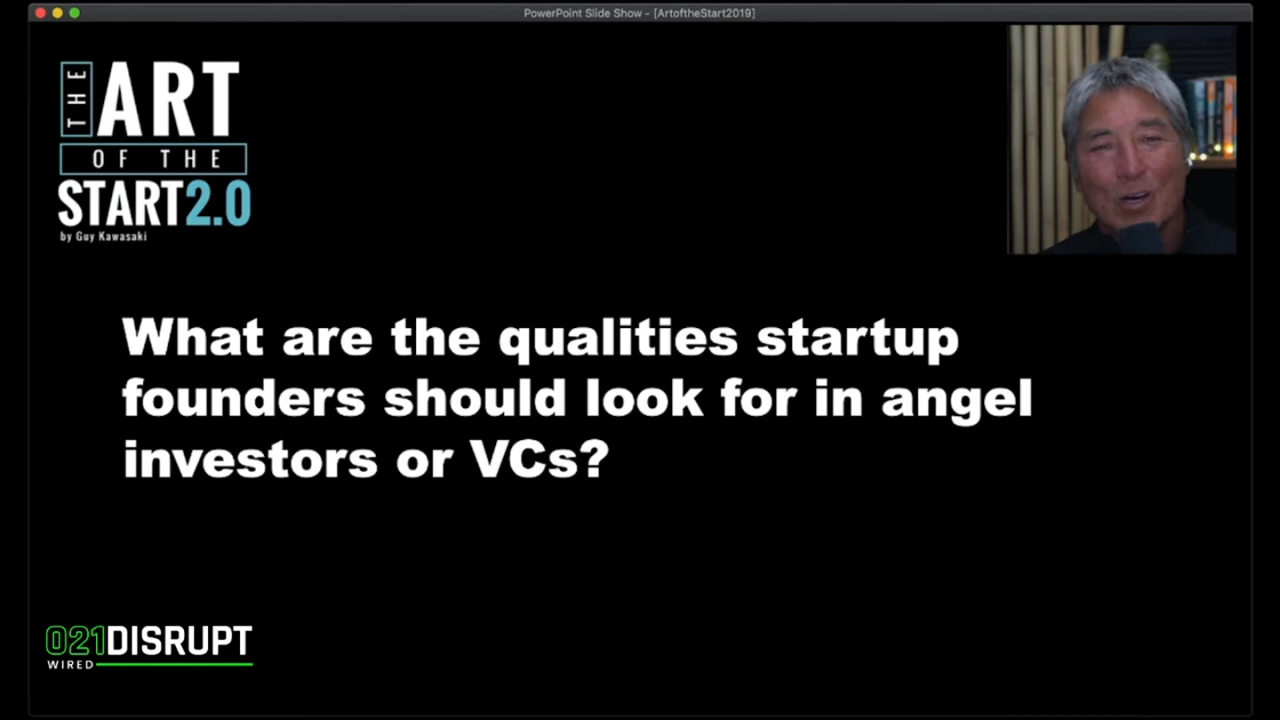 PowerPoint Slide Show - [ArtoftheStart2019]
THE ART
OF THE
START2.0
by Guy Kawasaki
What are the qualities startup
founders should look for in angel
investors or VCs?
021DISRUPT
WIRED